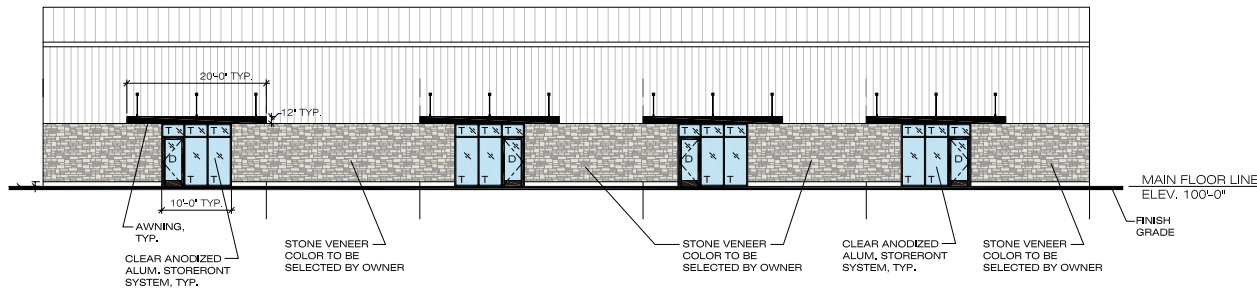 20'-0" TYP.
12" TYP.
T T T
D
T T
T T T
D
T T
T T T
D
T T
T T T
D
T T
10'-0" TYP.
MAIN FLOOR LINE
ELEV. 100'-0"
FINISH
GRADE
AWNING,
TYP.
CLEAR ANODIZED
ALUM. STOREFRONT
SYSTEM, TYP.
STONE VENEER
COLOR TO BE
SELECTED BY OWNER
STONE VENEER
COLOR TO BE
SELECTED BY OWNER
CLEAR ANODIZED
ALUM. STOREFRONT
SYSTEM, TYP.
STONE VENEER
COLOR TO BE
SELECTED BY OWNER